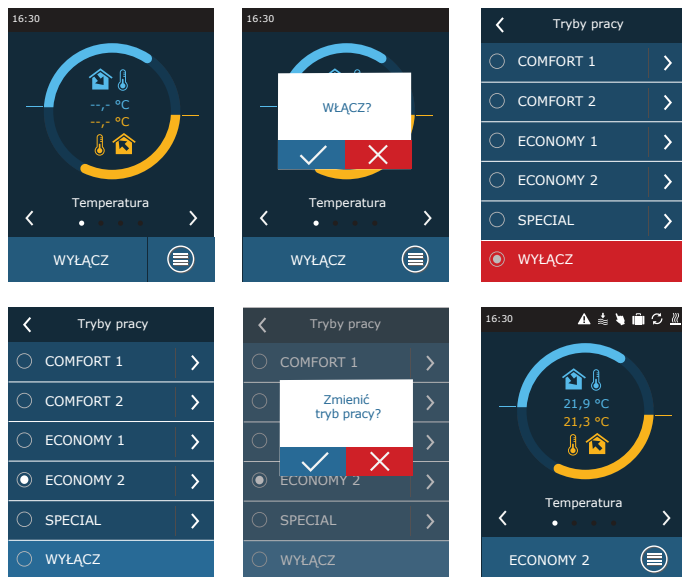 16:30
--,- °C
--,- °C
Temperatura
WYŁĄCZ
16:30
WŁĄCZ?
Temperatura
WYŁĄCZ
Tryby pracy
COMFORT 1
COMFORT 2
ECONOMY 1
ECONOMY 2
SPECIAL
WYŁĄCZ
Tryby pracy
COMFORT 1
COMFORT 2
ECONOMY 1
ECONOMY 2
SPECIAL
WYŁĄCZ
Tryby pracy
COMFORT 1
Zmienić
tryb pracy?
ECONOMY 2
SPECIAL
WYŁĄCZ
16:30
21,9 °C
21,3 °C
Temperatura
ECONOMY 2